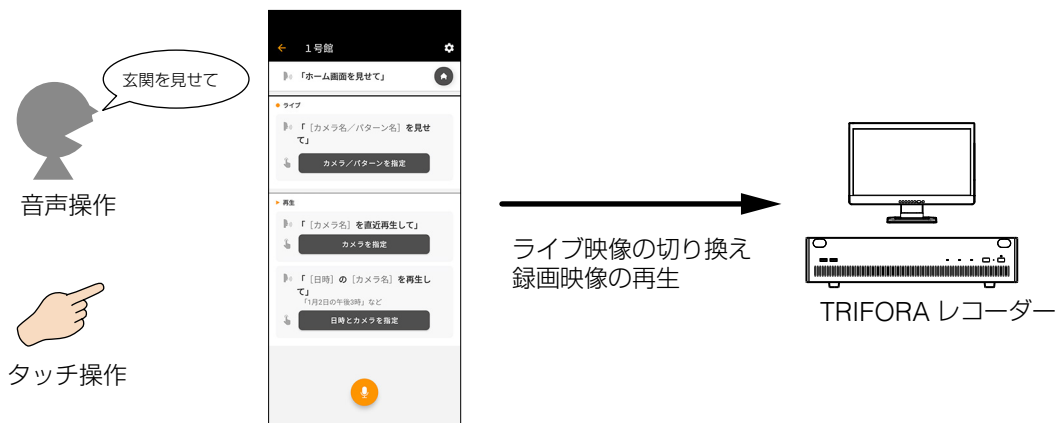 玄関を見せて
音声操作
タッチ操作
← 1号館
「ホーム画面を見せて」
ライブ
「［カメラ名／パターン名］を見せ
て」
カメラ／パターンを指定
再生
「［カメラ名］を直近再生して」
カメラを指定
「［日時］の［カメラ名］を再生し
て」
「1月2日の午後3時」など
日時とカメラを指定
ライブ映像の切り換え
録画映像の再生
TRIFORA レコーダー